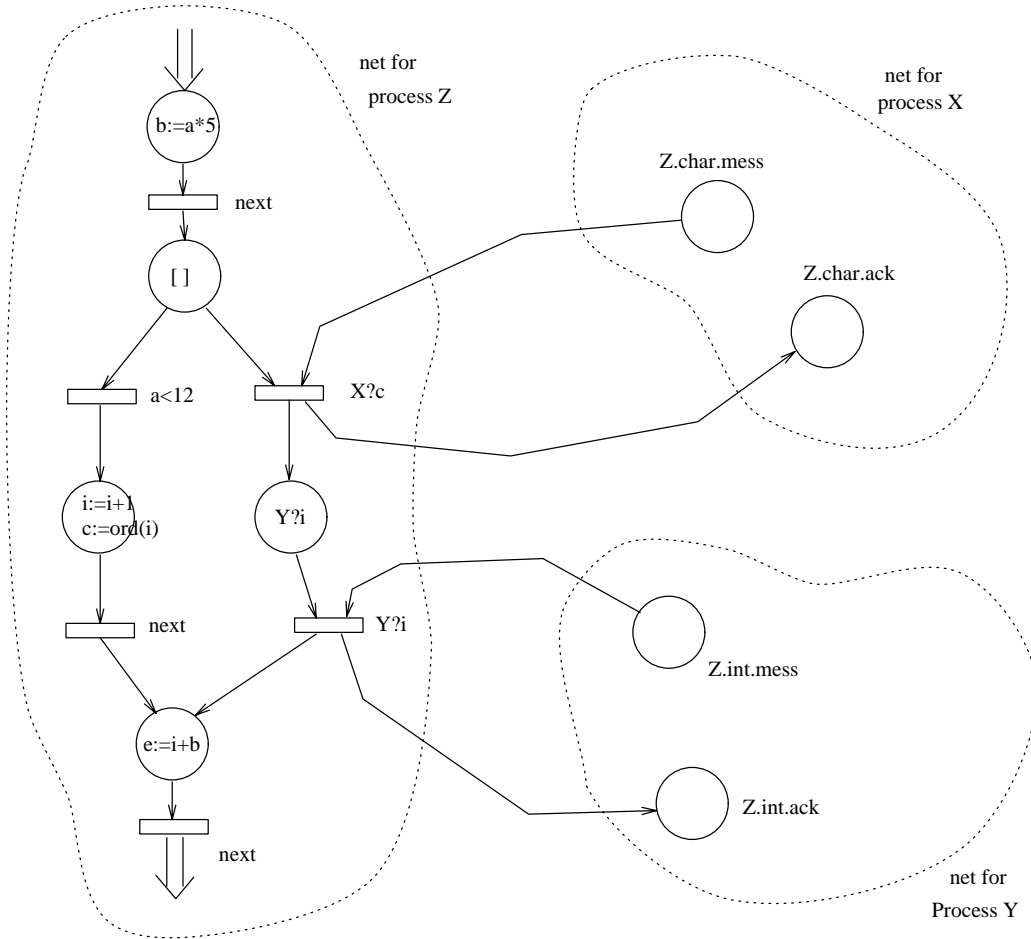 net for
process Z
net for
process X
b:=a*5
Z.char.mess
next
[ ]
Z.char.ack
a<12
X?c
i:=i+1
c:=ord(i)
Y?i
next
Y?i
Z.int.mess
e:=i+b
Z.int.ack
next
net for
Process Y